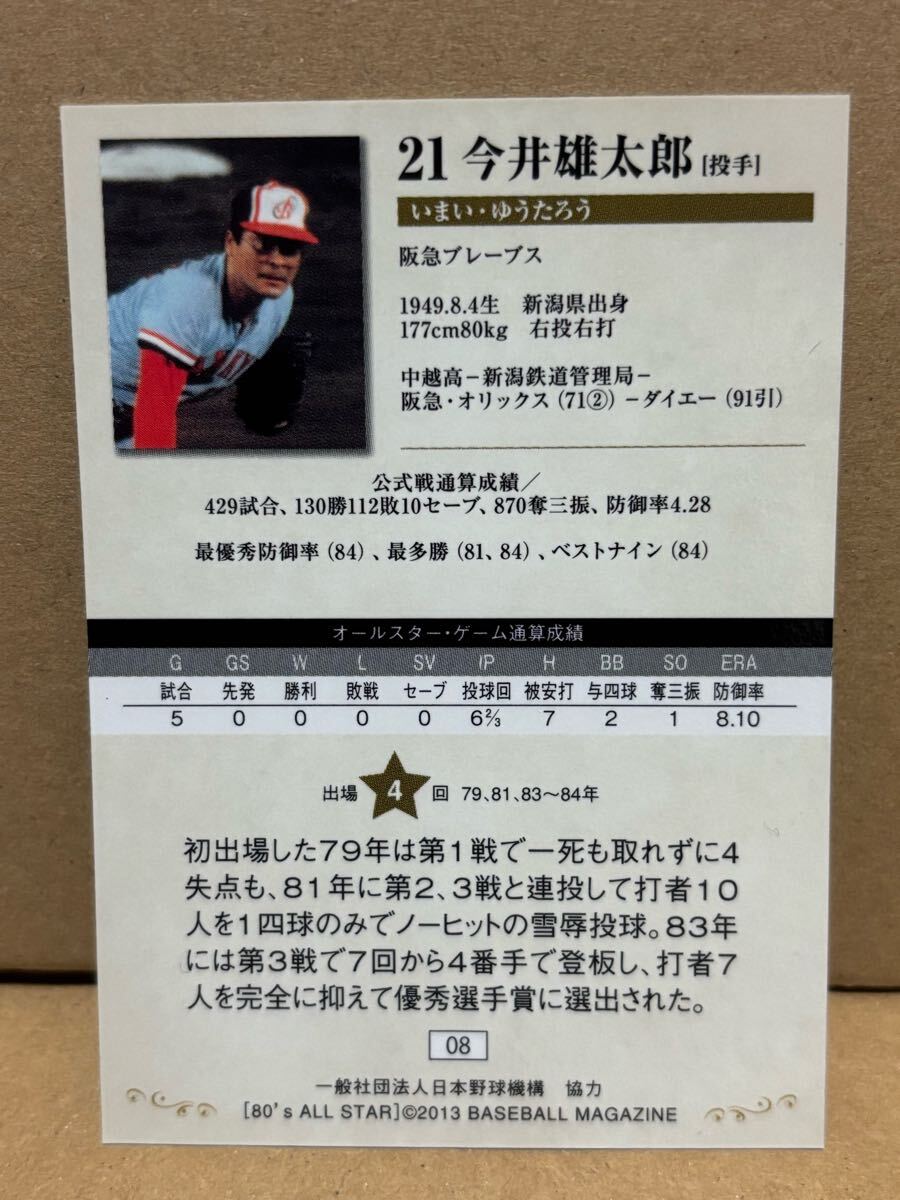 21 今井雄太郎 [投手]
いまい・ゆうたろう
阪急ブレーブス
1949.8.4生 新潟県出身
177cm80kg 右投右打
中越高－新潟鉄道管理局－
阪急・オリックス(71②)－ダイエー(91引)
公式戦通算成績／
429試合、130勝112敗10セーブ、870奪三振、防御率4.28
最優秀防御率(84)、最多勝(81、84)、ベストナイン(84)
オールスター・ゲーム通算成績
G GS W L SV IP H BB SO ERA
試合 先発 勝利 敗戦 セーブ 投球回 被安打 与四球 奪三振 防御率
5 0 0 0 0 6⅔ 7 2 1 8.10
出場 4 回 79、81、83～84年
初出場した79年は第1戦で一死も取れずに4
失点も、81年に第2、3戦と連投して打者10
人を1四球のみでノーヒットの雪辱投球。83年
には第3戦で7回から4番手で登板し、打者7
人を完全に抑えて優秀選手賞に選出された。
08
一般社団法人日本野球機構 協力
[80's ALL STAR]©2013 BASEBALL MAGAZINE